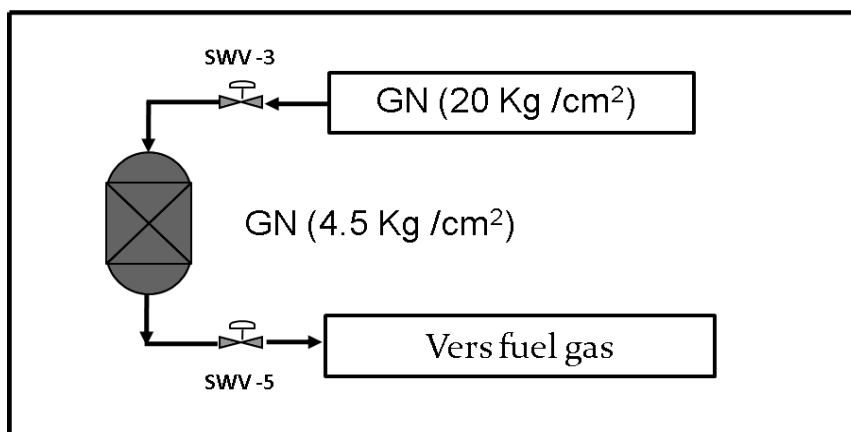 SWV -3
GN (20 Kg /cm²)
GN (4.5 Kg /cm²)
Vers fuel gas
SWV -5